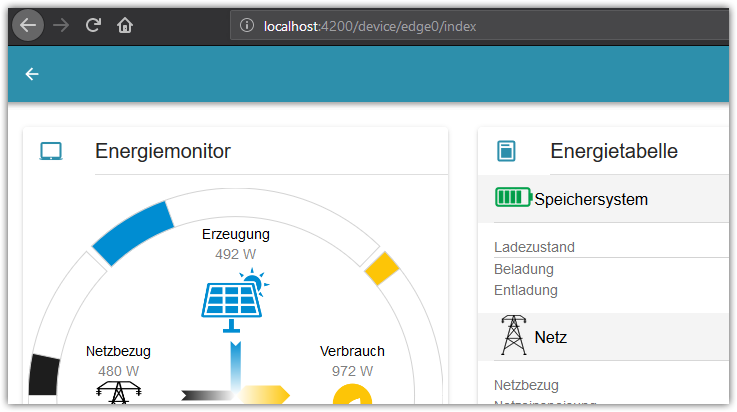 localhost:4200/device/edge0/index
Energiemonitor
Erzeugung
492 W
Netzbezug
480 W
Verbrauch
972 W
Energietabelle
Speichersystem
Ladezustand
Beladung
Entladung
Netz
Netzbezug